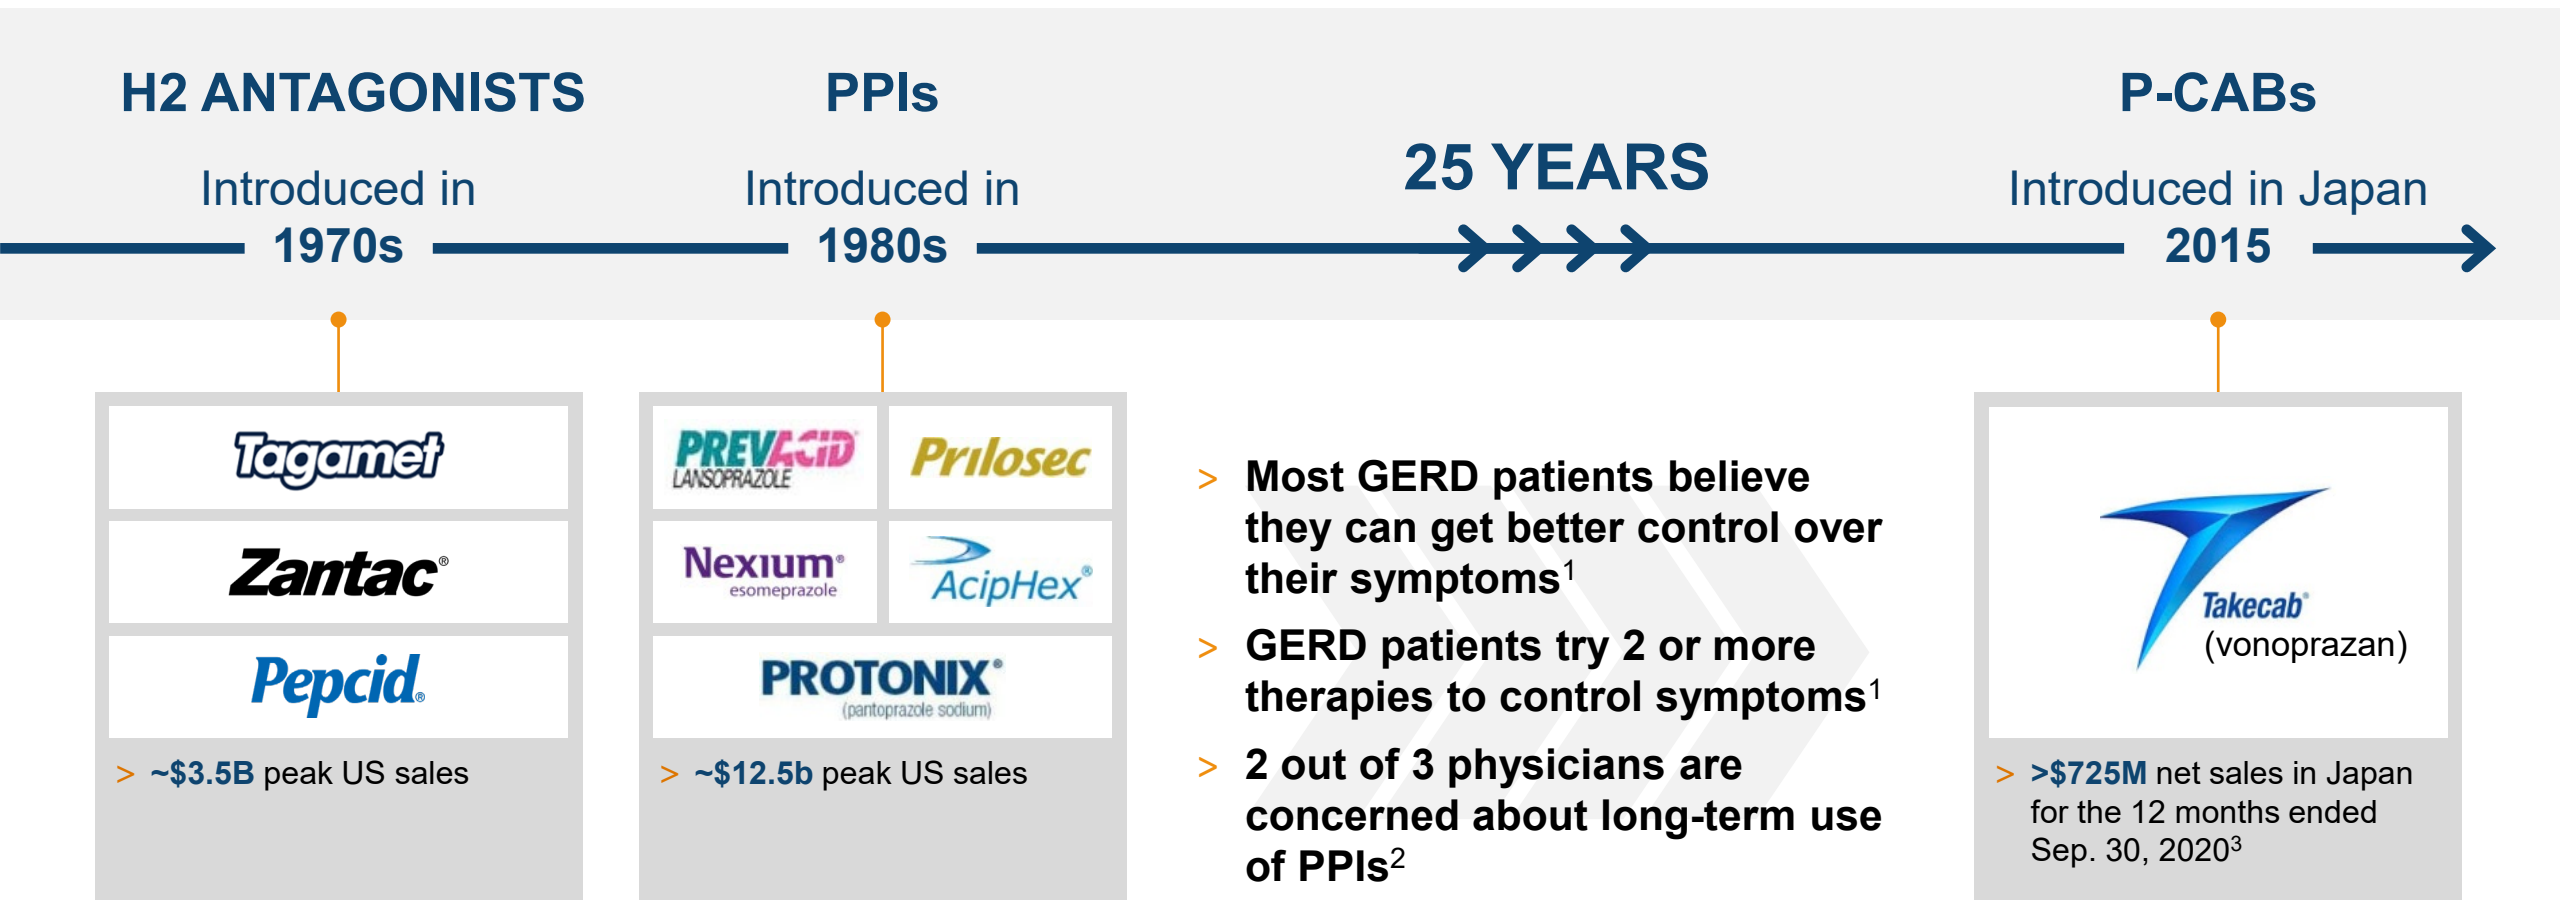 H2 ANTAGONISTS
Introduced in
1970s
PPIs
Introduced in
1980s
25 YEARS
P-CABs
Introduced in Japan
2015
Tagamet
Zantac®
Pepcid®
> ~$3.5B peak US sales
PREVACID®
LANSOPRAZOLE
Prilosec
Nexium®
esomeprazole
AcipHex®
PROTONIX®
(pantoprazole sodium)
> ~$12.5b peak US sales
> Most GERD patients believe
they can get better control over
their symptoms¹
> GERD patients try 2 or more
therapies to control symptoms¹
> 2 out of 3 physicians are
concerned about long-term use
of PPIs²
Takecab®
(vonoprazan)
> >$725M net sales in Japan
for the 12 months ended
Sep. 30, 2020³